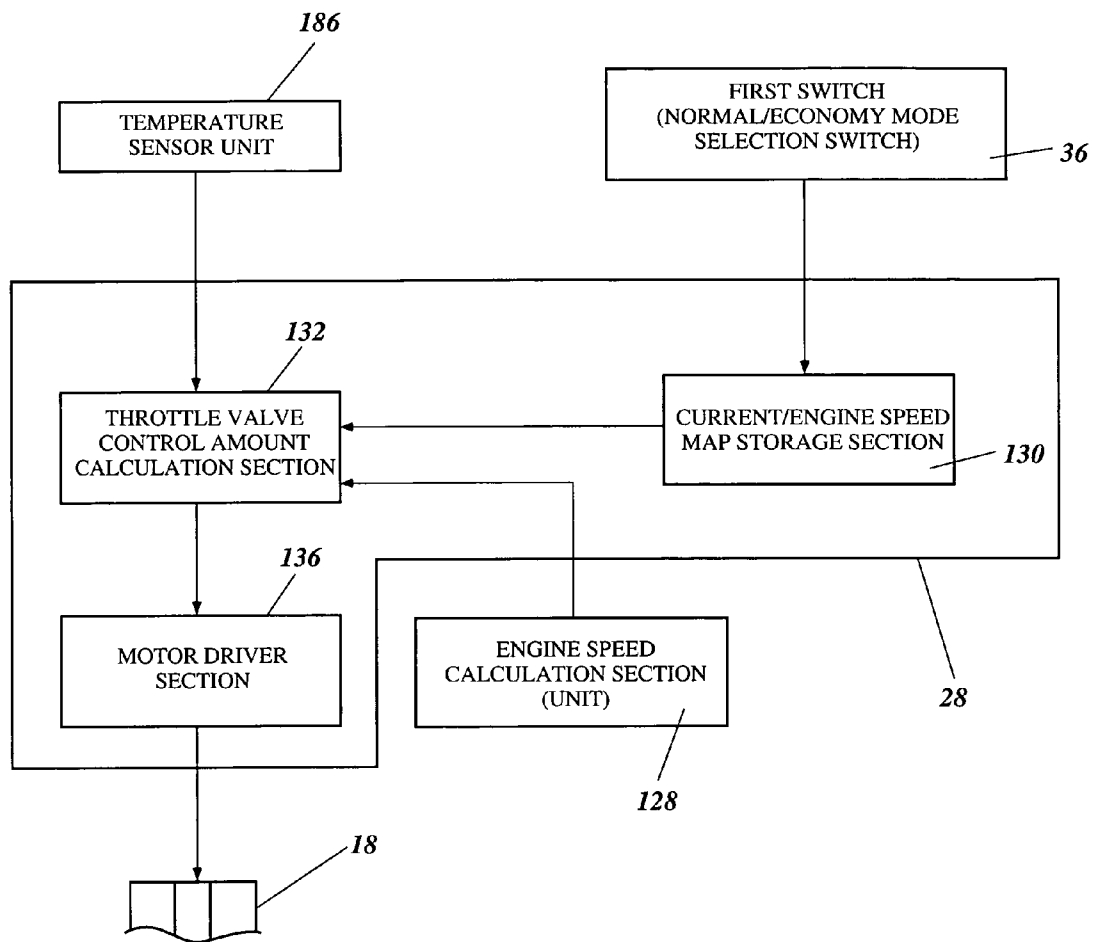 186
TEMPERATURE
SENSOR UNIT
FIRST SWITCH
(NORMAL/ECONOMY MODE
SELECTION SWITCH)
36
132
THROTTLE VALVE
CONTROL AMOUNT
CALCULATION SECTION
CURRENT/ENGINE SPEED
MAP STORAGE SECTION
130
136
MOTOR DRIVER
SECTION
ENGINE SPEED
CALCULATION SECTION
(UNIT)
28
128
18